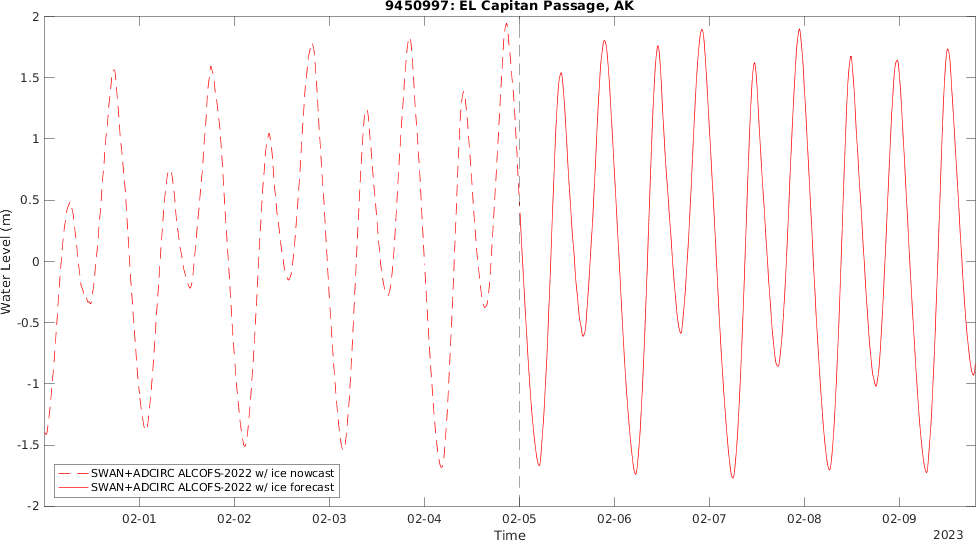 9450997: EL Capitan Passage, AK
2
1.5
1
0.5
0
-0.5
-1
-1.5
-2
Water Level (m)
SWAN+ADCIRC ALCOFS-2022 w/ ice nowcast
SWAN+ADCIRC ALCOFS-2022 w/ ice forecast
02-01 02-02 02-03 02-04 02-05 02-06 02-07 02-08 02-09
Time
2023